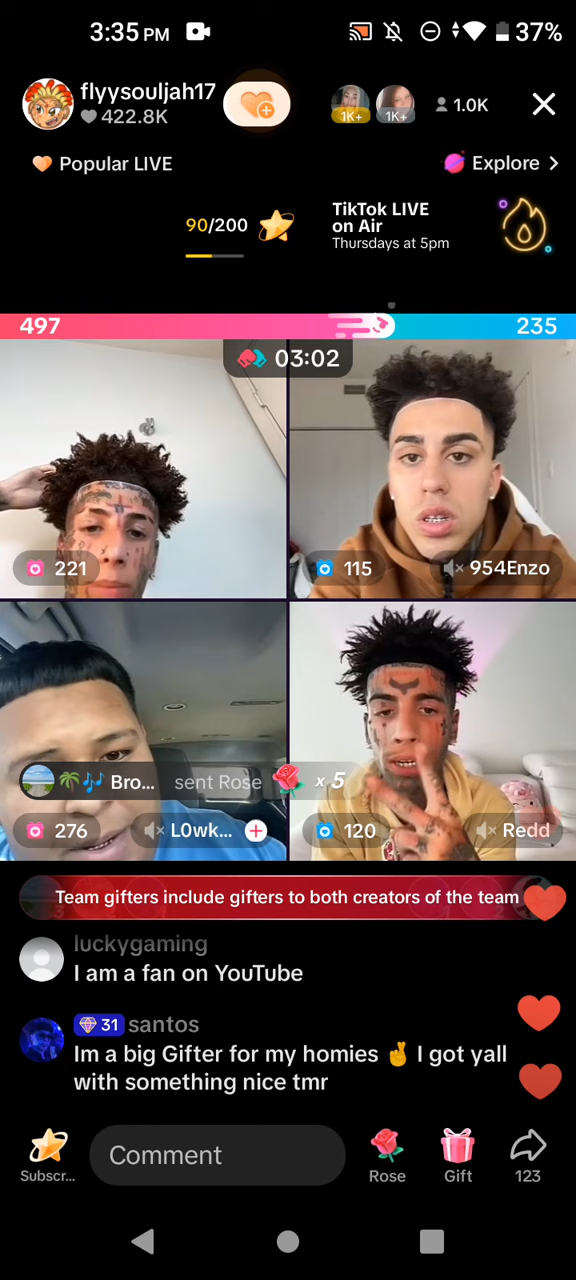 3:35 PM
37%
flyysouljah17
422.8K
1K+
1K+
1.0K
Popular LIVE
Explore >
90/200
TikTok LIVE
on Air
Thursdays at 5pm
497
235
03:02
221
115
954Enzo
Bro...
sent Rose
x 5
276
L0wk...
120
Redd
Team gifters include gifters to both creators of the team
luckygaming
I am a fan on YouTube
31
santos
Im a big Gifter for my homies 🤞 I got yall
with something nice tmr
Subscr...
Comment
Rose
Gift
123